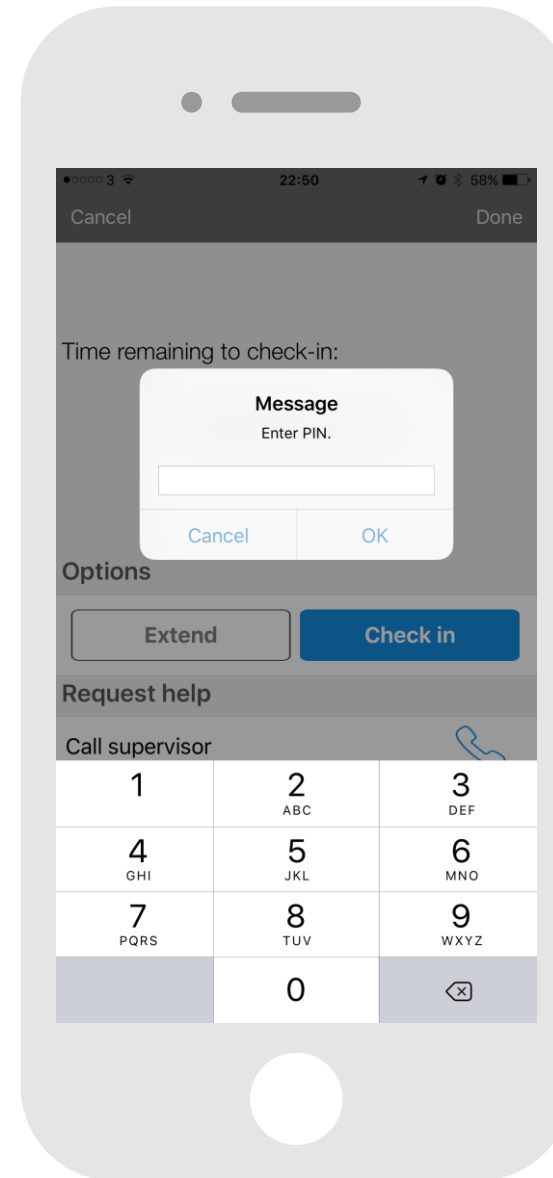 3 22:50 58%
Cancel Done
Time remaining to check-in:
Message
Enter PIN.
Cancel OK
Options
Extend Check in
Request help
Call supervisor
1 2 3
ABC DEF
4 5 6
GHI JKL MNO
7 8 9
PQRS TUV WXYZ
0